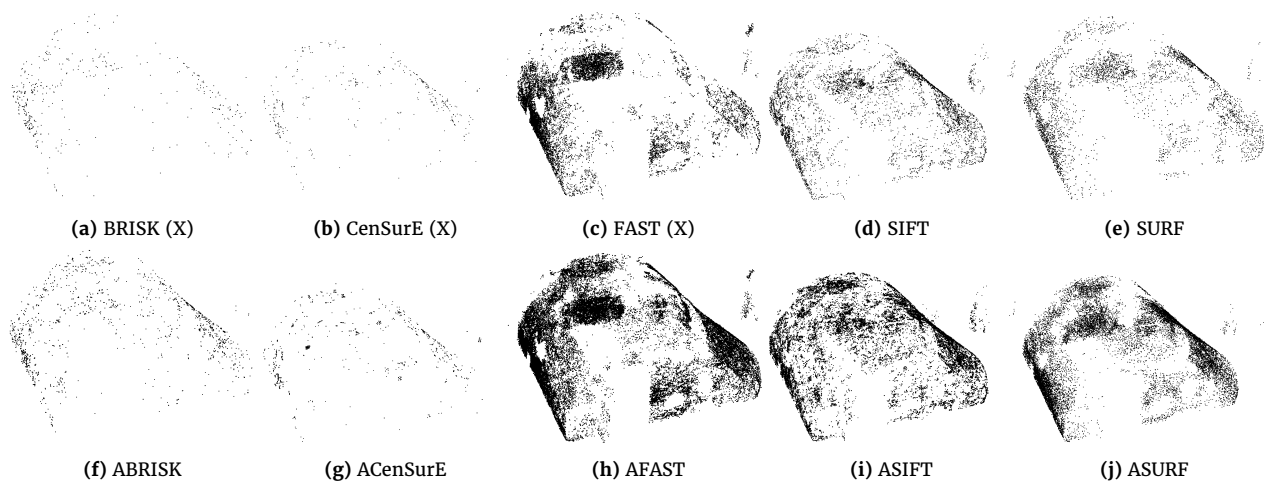 (a) BRISK (X) (b) CenSurE (X) (c) FAST (X) (d) SIFT (e) SURF
(f) ABRISK (g) ACenSurE (h) AFAST (i) ASIFT (j) ASURF